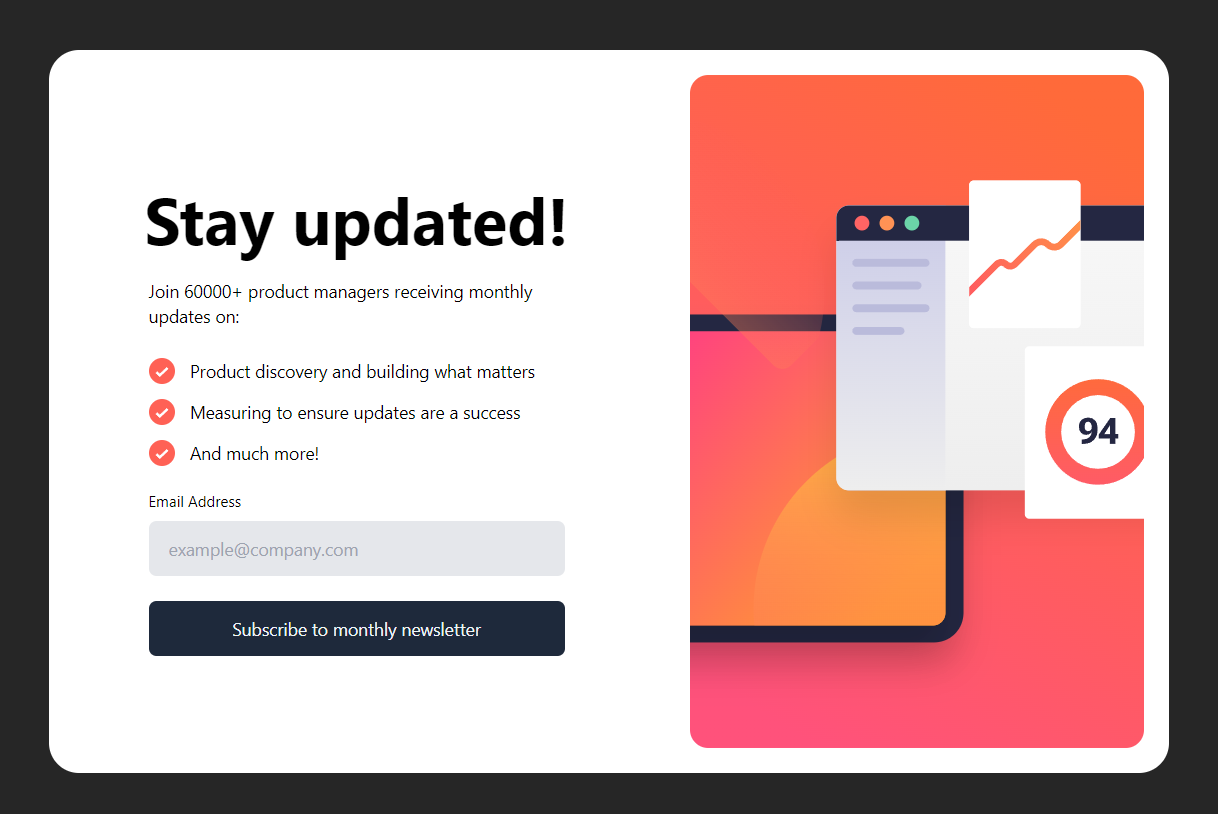 Stay updated!
Join 60000+ product managers receiving monthly
updates on:
Product discovery and building what matters
Measuring to ensure updates are a success
And much more!
Email Address
example@company.com
Subscribe to monthly newsletter
94